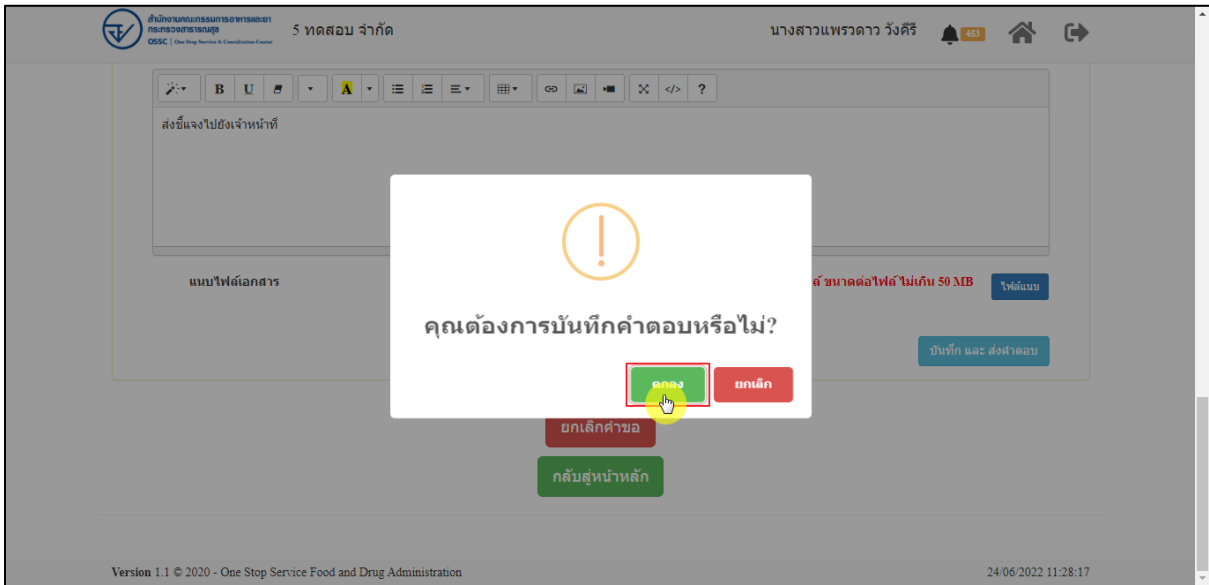 สำนักงานคณะกรรมการอาหารและยา
กระทรวงสาธารณสุข
OSSC | One Stop Service & Consultation Center
5 ทดสอบ จำกัด
นางสาวแพรวดาว วังคีรี
453
B U A
?
ส่งชี้แจงไปยังเจ้าหน้าที่
แนบไฟล์เอกสาร
ขนาดต่อไฟล์ ไม่เกิน 50 MB
ไฟล์แนบ
คุณต้องการบันทึกคำตอบหรือไม่?
บันทึก และ ส่งคำตอบ
ตกลง
ยกเลิก
ยกเลิกคำขอ
กลับสู่หน้าหลัก
Version 1.1 © 2020 - One Stop Service Food and Drug Administration
24/06/2022 11:28:17